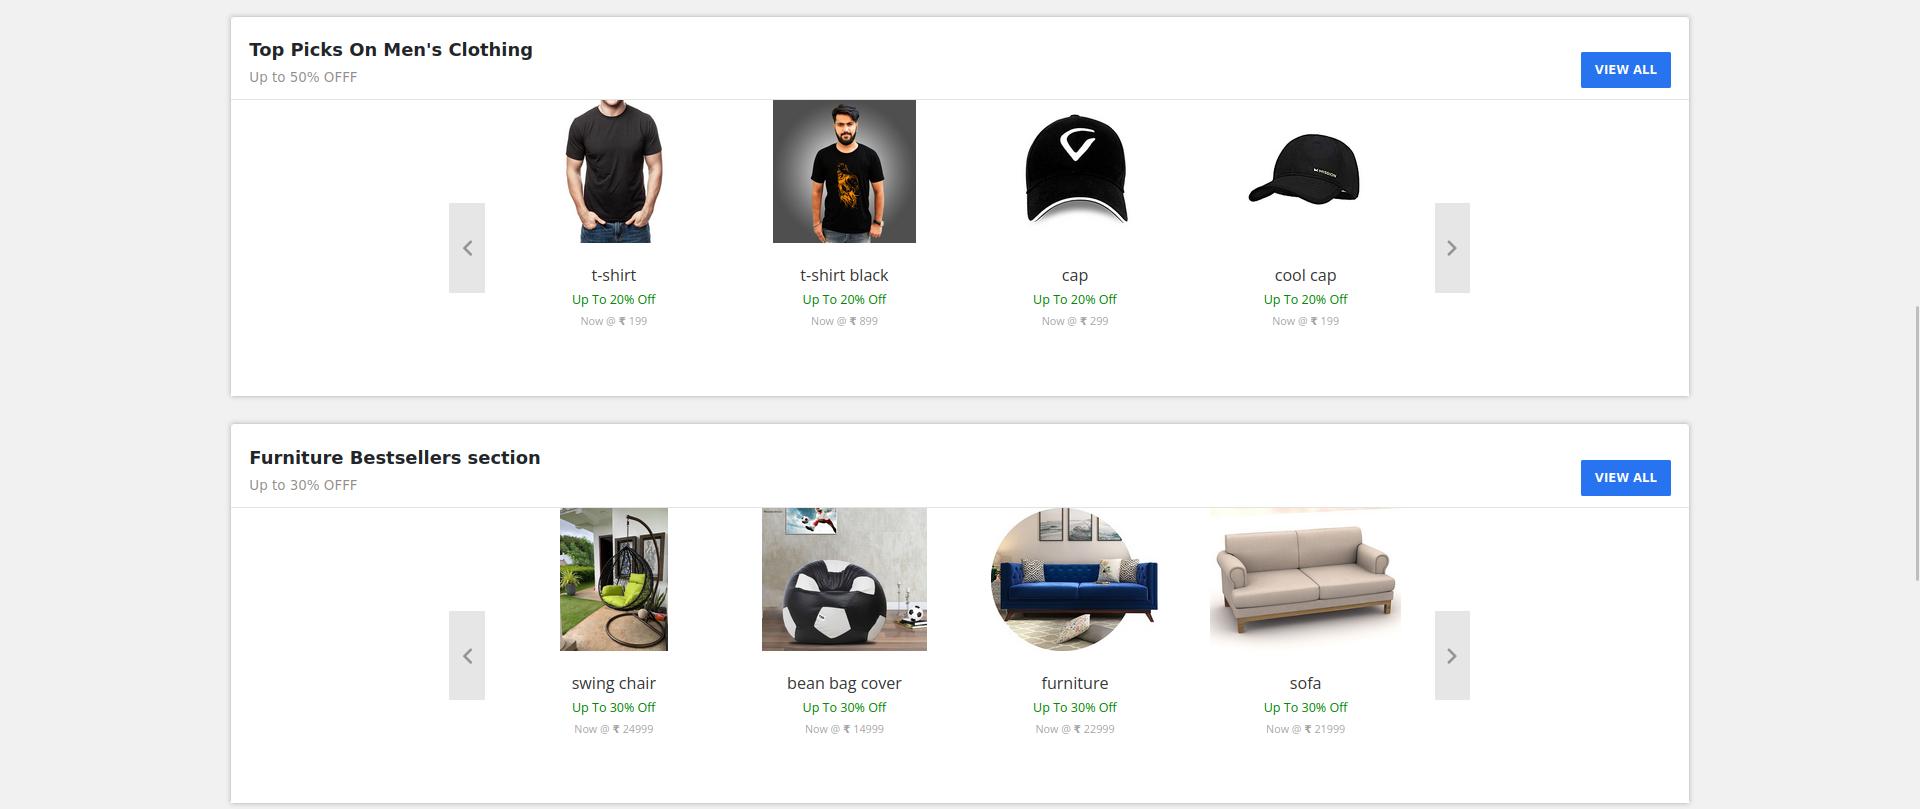 Top Picks On Men's Clothing
Up to 50% OFFF
VIEW ALL
t-shirt
Up To 20% Off
Now @ ₹ 199
t-shirt black
Up To 20% Off
Now @ ₹ 899
cap
Up To 20% Off
Now @ ₹ 299
cool cap
Up To 20% Off
Now @ ₹ 199
Furniture Bestsellers section
Up to 30% OFFF
VIEW ALL
swing chair
Up To 30% Off
Now @ ₹ 24999
bean bag cover
Up To 30% Off
Now @ ₹ 14999
furniture
Up To 30% Off
Now @ ₹ 22999
sofa
Up To 30% Off
Now @ ₹ 21999